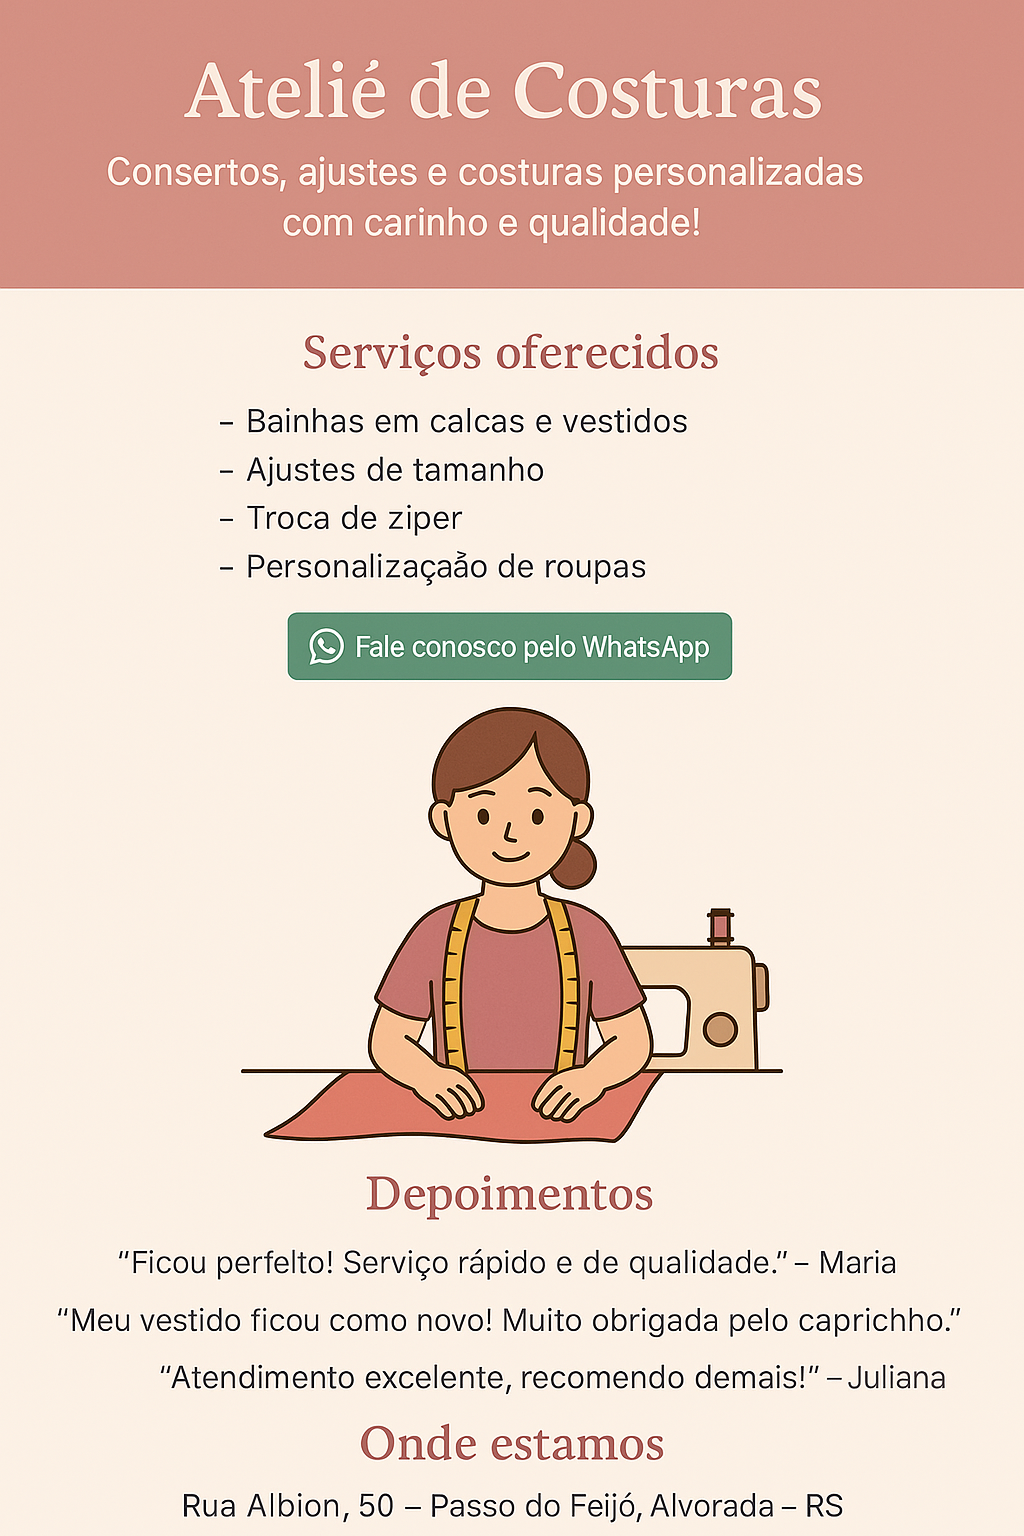 Atelié de Costuras
Consertos, ajustes e costuras personalizadas
com carinho e qualidade!
Serviços oferecidos
– Bainhas em calcas e vestidos
– Ajustes de tamanho
– Troca de ziper
– Personalizaçaão de roupas
Fale conosco pelo WhatsApp
Depoimentos
“Ficou perfelto! Serviço rápido e de qualidade.” – Maria
“Meu vestido ficou como novo! Muito obrigada pelo caprichho.”
“Atendimento excelente, recomendo demais!” – Juliana
Onde estamos
Rua Albion, 50 – Passo do Feijó, Alvorada – RS